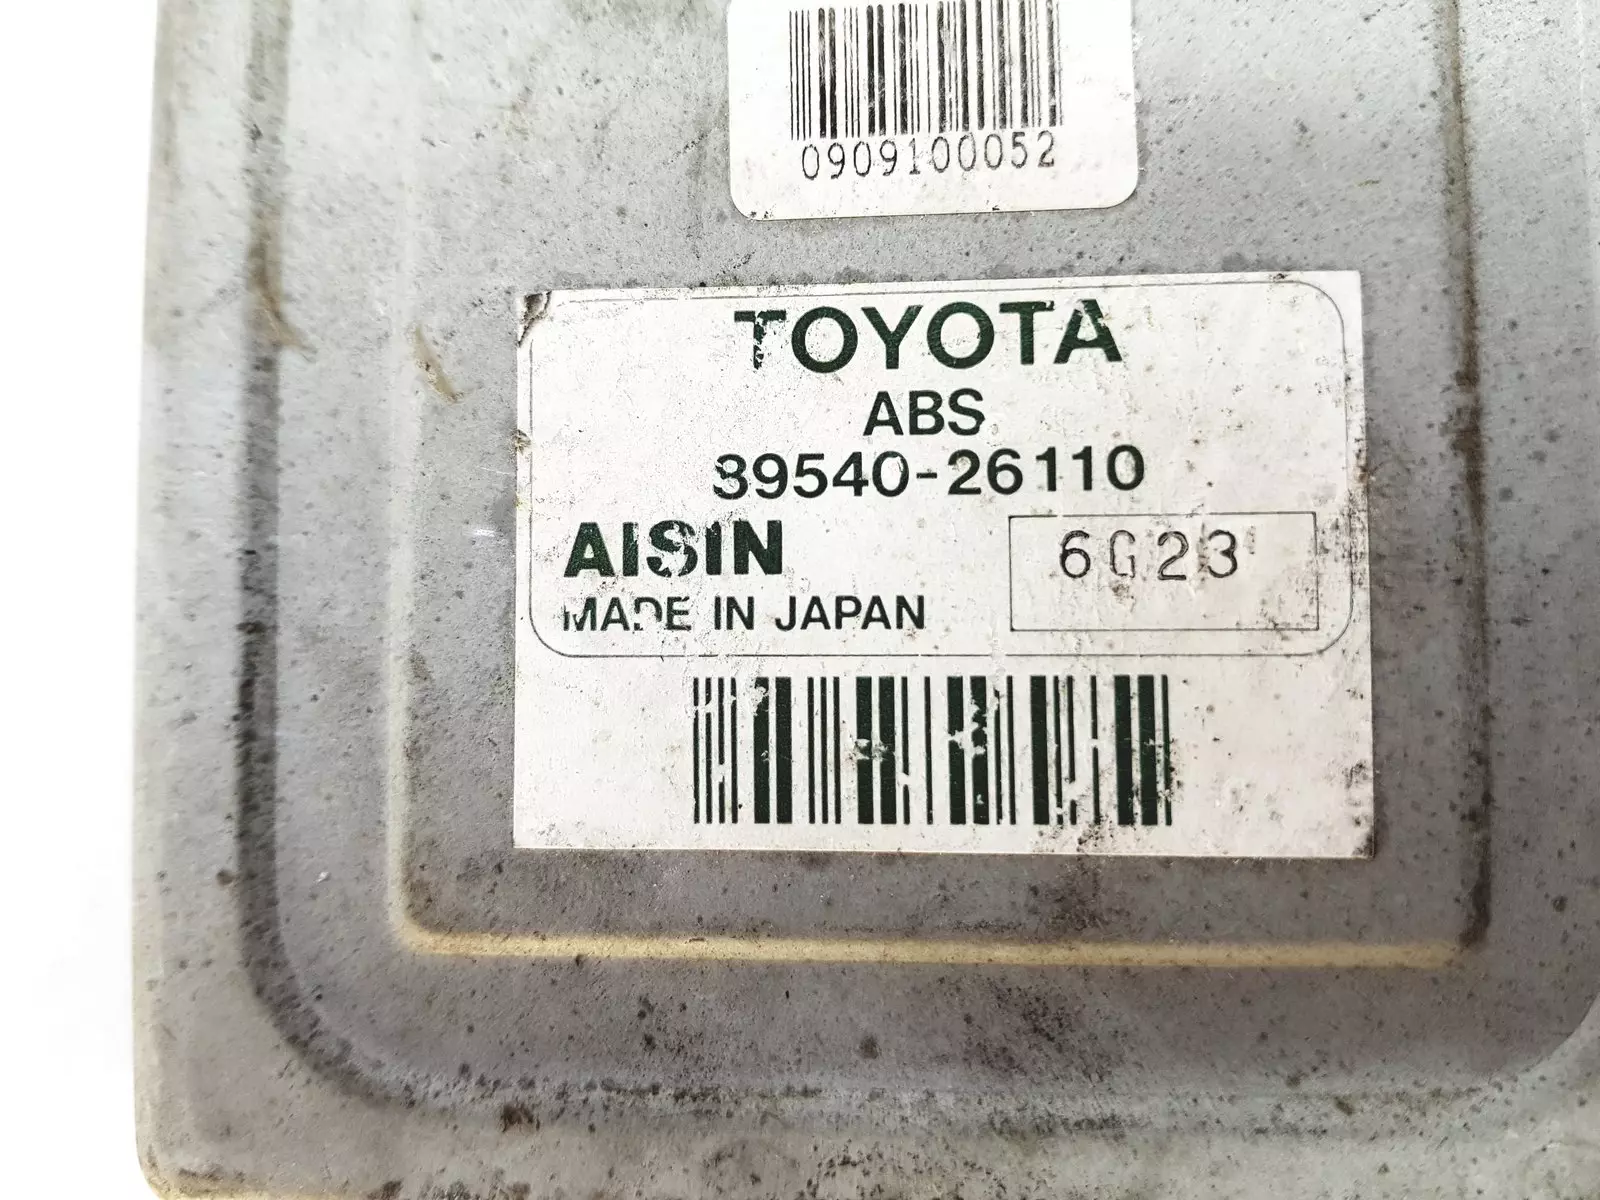 0909100052
TOYOTA
ABS
89540-26110
AISIN
6G23
MADE IN JAPAN